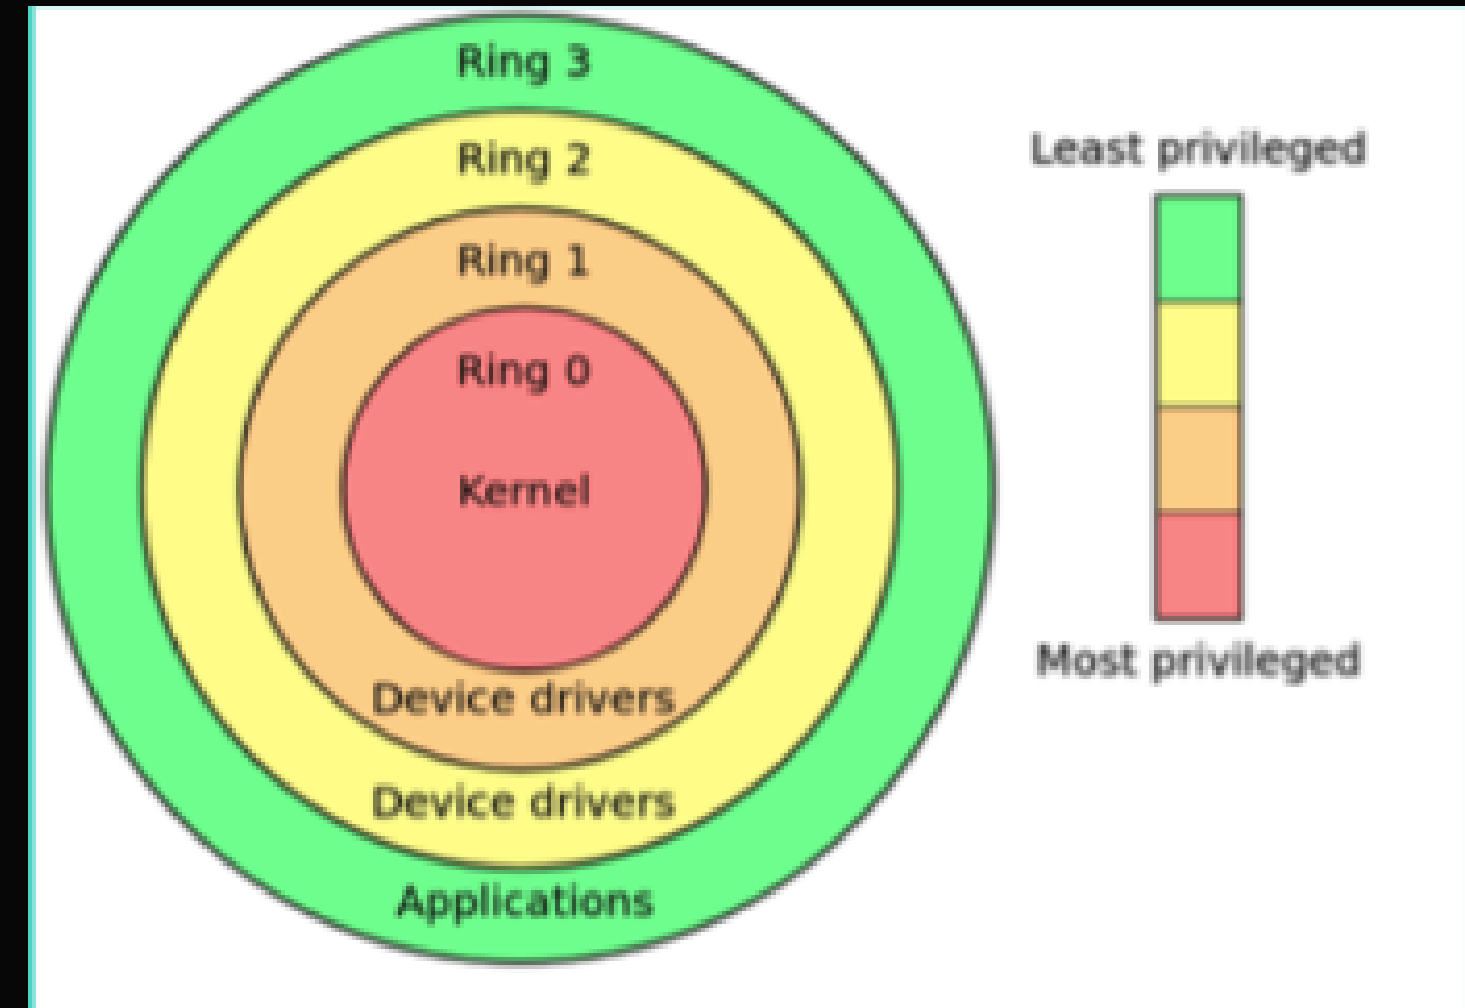 Ring 3
Ring 2
Ring 1
Ring 0
Kernel
Device drivers
Device drivers
Applications
Least privileged
Most privileged